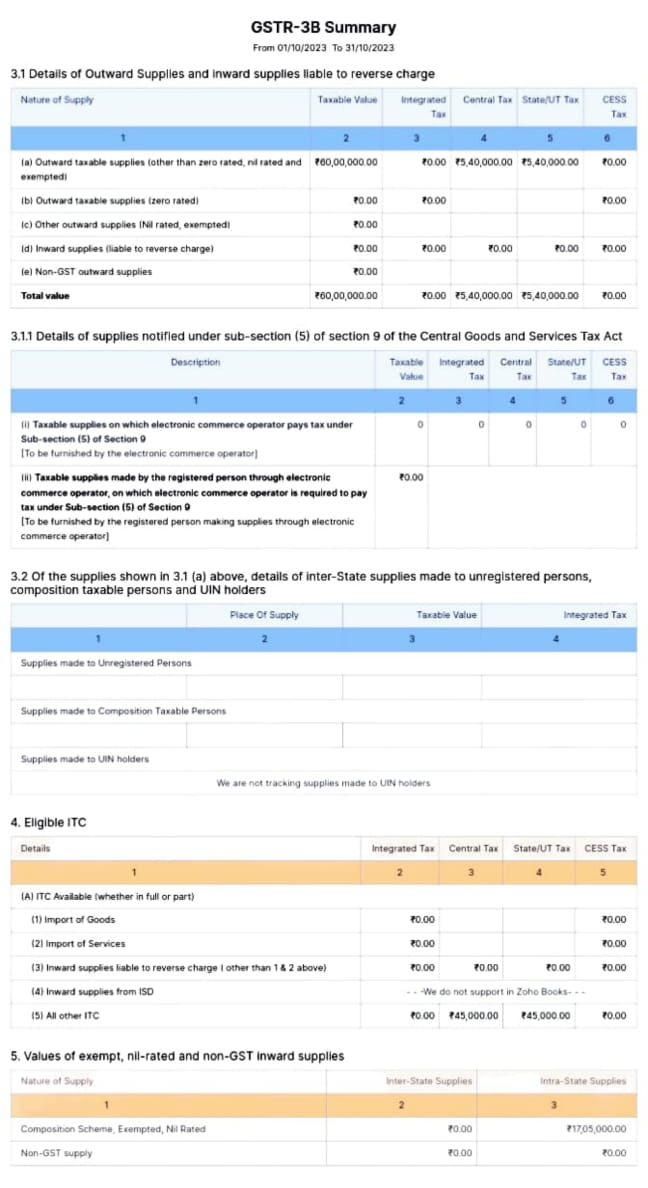 GSTR-3B Summary
From 01/10/2023 To 31/10/2023
3.1 Details of Outward Supplies and inward supplies liable to reverse charge
Nature of Supply Taxable Value Integrated Tax Central Tax State/UT Tax CESS Tax
1 2 3 4 5 6
(a) Outward taxable supplies (other than zero rated, nil rated and exempted) ₹60,00,000.00 ₹0.00 ₹5,40,000.00 ₹5,40,000.00 ₹0.00
(b) Outward taxable supplies (zero rated) ₹0.00 ₹0.00 ₹0.00
(c) Other outward supplies (Nil rated, exempted) ₹0.00
(d) Inward supplies (liable to reverse charge) ₹0.00 ₹0.00 ₹0.00 ₹0.00 ₹0.00
(e) Non-GST outward supplies ₹0.00
Total value ₹60,00,000.00 ₹0.00 ₹5,40,000.00 ₹5,40,000.00 ₹0.00
3.1.1 Details of supplies notified under sub-section (5) of section 9 of the Central Goods and Services Tax Act
Description Taxable Value Integrated Tax Central Tax State/UT Tax CESS Tax
1 2 3 4 5 6
(i) Taxable supplies on which electronic commerce operator pays tax under 0 0 0 0 0
Sub-section (5) of Section 9
[To be furnished by the electronic commerce operator]
(ii) Taxable supplies made by the registered person through electronic ₹0.00
commerce operator, on which electronic commerce operator is required to pay
tax under Sub-section (5) of Section 9
[To be furnished by the registered person making supplies through electronic
commerce operator]
3.2 Of the supplies shown in 3.1 (a) above, details of inter-State supplies made to unregistered persons,
composition taxable persons and UIN holders
Place Of Supply Taxable Value Integrated Tax
1 2 3 4
Supplies made to Unregistered Persons
Supplies made to Composition Taxable Persons
Supplies made to UIN holders
We are not tracking supplies made to UIN holders
4. Eligible ITC
Details Integrated Tax Central Tax State/UT Tax CESS Tax
1 2 3 4 5
(A) ITC Available (whether in full or part)
(1) Import of Goods ₹0.00 ₹0.00
(2) Import of Services ₹0.00 ₹0.00
(3) Inward supplies liable to reverse charge ( other than 1 & 2 above) ₹0.00 ₹0.00 ₹0.00 ₹0.00
(4) Inward supplies from ISD - - -We do not support in Zoho Books- - -
(5) All other ITC ₹0.00 ₹45,000.00 ₹45,000.00 ₹0.00
5. Values of exempt, nil-rated and non-GST inward supplies
Nature of Supply Inter-State Supplies Intra-State Supplies
1 2 3
Composition Scheme, Exempted, Nil Rated ₹0.00 ₹17,05,000.00
Non-GST supply ₹0.00 ₹0.00